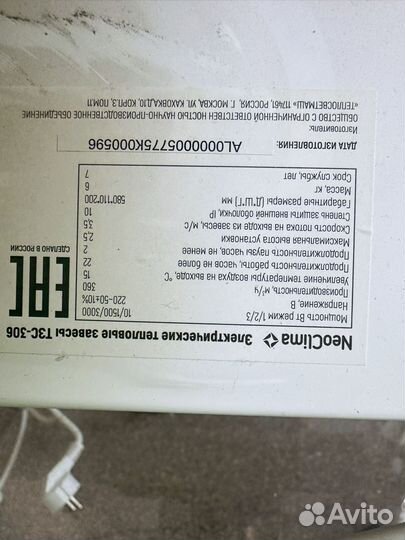 NeoClima Электрические тепловые завесы ТЗС-306
Мощность Вт режим 1/2/3 10/1500/3000
Напряжение, В 220-50±10%
Производительность, м³/ч 360
Увеличение температуры воздуха на выходе, °С 15
Продолжительность работы, часов не более 22
Продолжительность паузы, часов, не менее 2
Максимальная высота установки 2,5
Скорость потока на выходе из завесы, м/с 3,5
Степень защиты внешней оболочки, IP 10
Габаритные размеры (Д*Ш*Г) мм 580*110*200
Масса, кг 6
Срок службы, лет 7
EAC
СДЕЛАНО В РОССИИ
ДАТА ИЗГОТОВЛЕНИЯ: AL0000005775K000596
Изготовитель:
ОБЩЕСТВО С ОГРАНИЧЕННОЙ ОТВЕТСТВЕННОСТЬЮ НАУЧНО-ПРОИЗВОДСТВЕННОЕ ОБЪЕДИНЕНИЕ
"ТЕПЛОСВЕТМАШ" 117461, РОССИЯ, Г. МОСКВА, УЛ. КАХОВКА, Д.10, КОРП.3, ПОМ.11
Avito